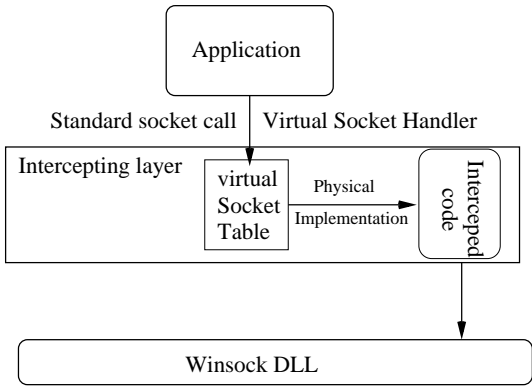 Application
Standard socket call
Virtual Socket Handler
Intercepting layer
virtual
Socket
Table
Physical
Implementation
Interceped
code
Winsock DLL